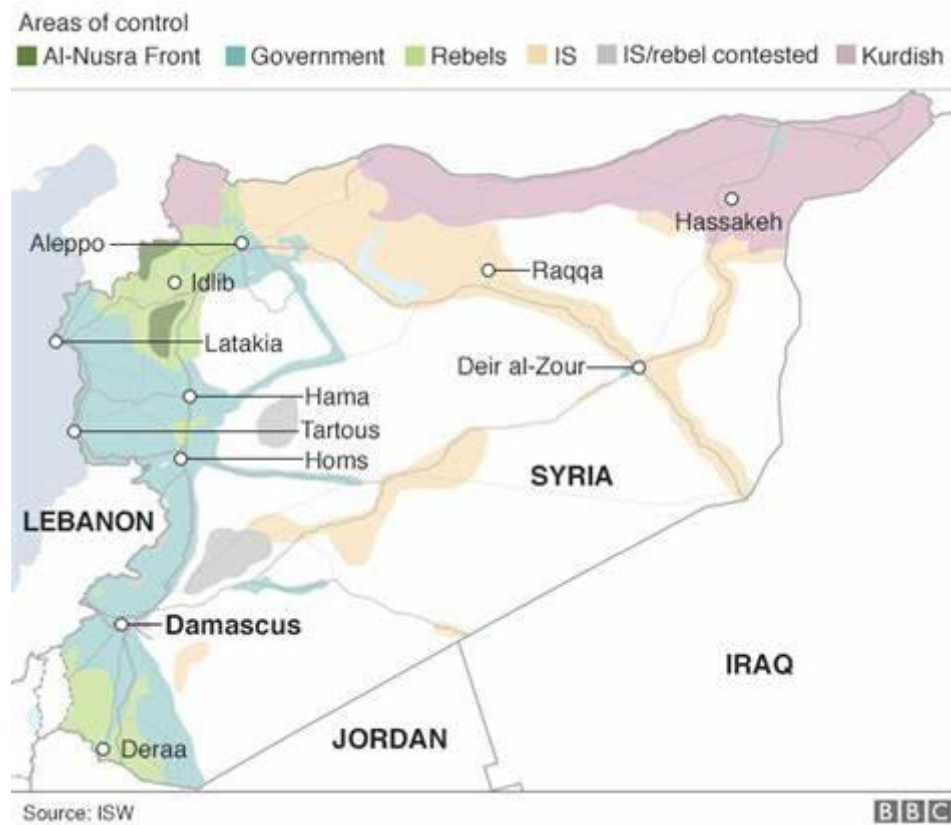 Areas of control
Al-Nusra Front Government Rebels IS IS/rebel contested Kurdish
Hassakeh
Aleppo
Raqqa
Idlib
Latakia
Deir al-Zour
Hama
Tartous
Homs
SYRIA
LEBANON
Damascus
IRAQ
JORDAN
Deraa
Source: ISW
BBC